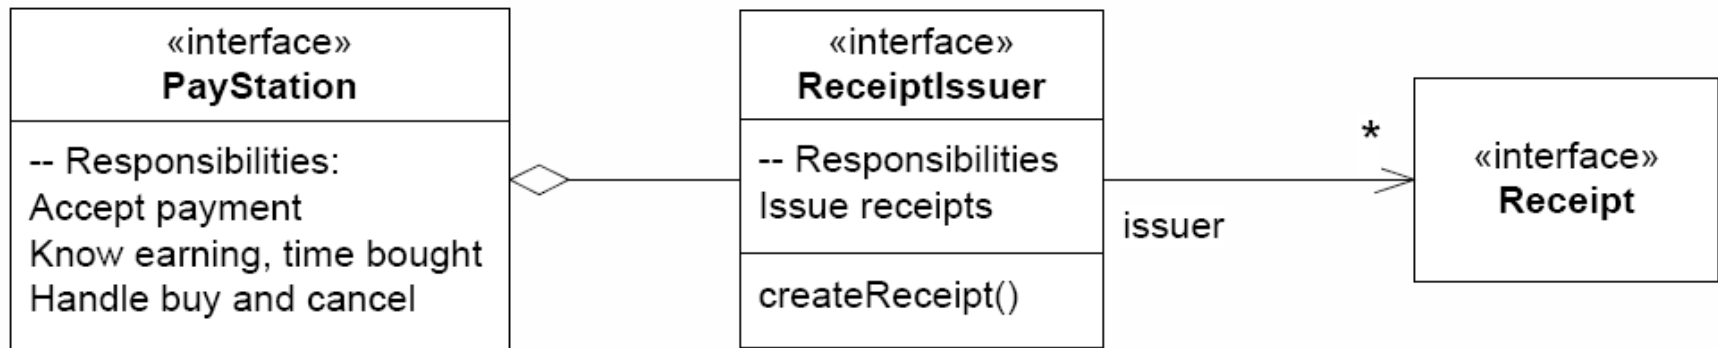 «interface»
PayStation
-- Responsibilities:
Accept payment
Know earning, time bought
Handle buy and cancel
«interface»
ReceiptIssuer
-- Responsibilities
Issue receipts
createReceipt()
*
issuer
«interface»
Receipt